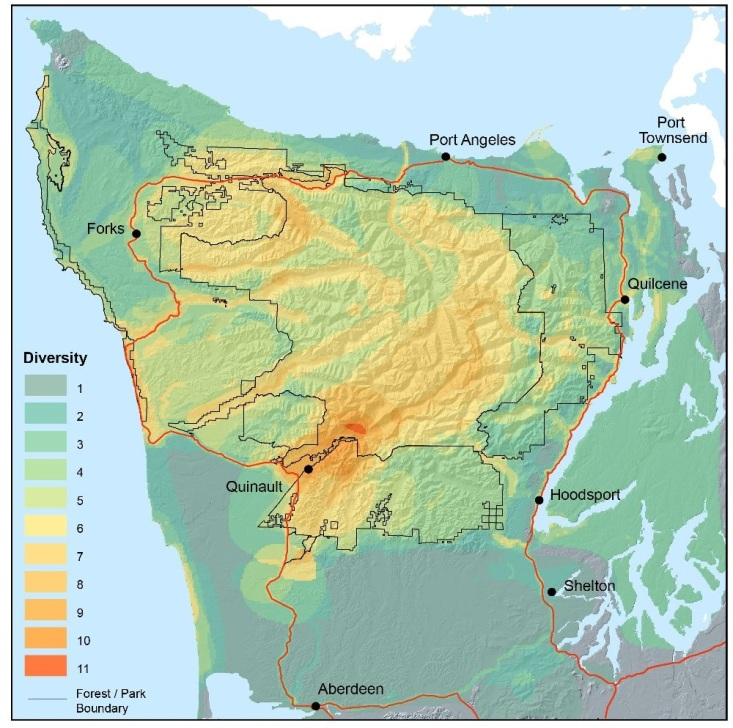 Port
Townsend
Port Angeles
Forks
Quilcene
Diversity
1
2
3
4
5
6
7
8
9
10
11
Forest / Park
Boundary
Quinault
Hoodsport
Shelton
Aberdeen